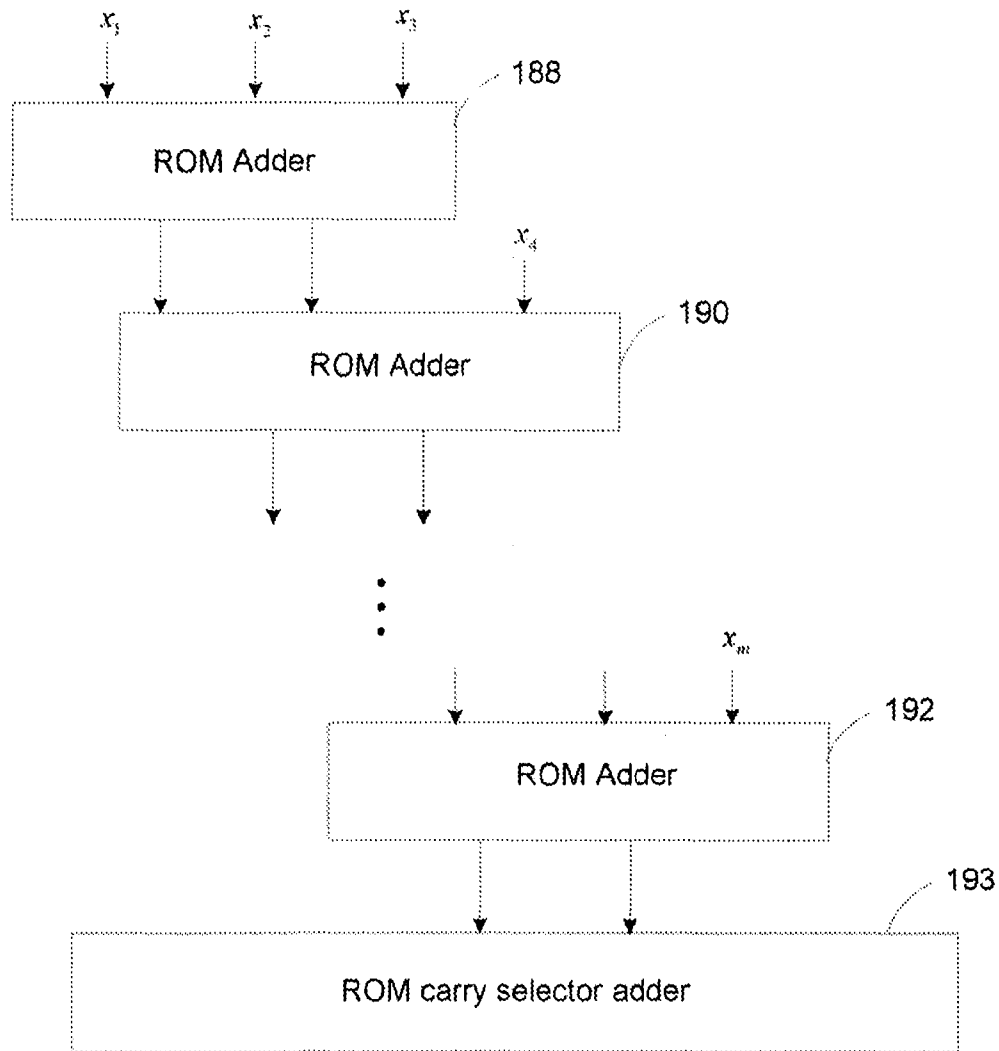 x₁ x₂ x₃
188
ROM Adder
x₄
190
ROM Adder
xₘ
192
ROM Adder
193
ROM carry selector adder